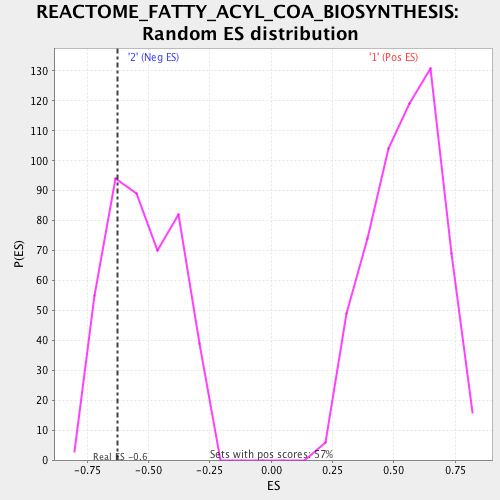 REACTOME_FATTY_ACYL_COA_BIOSYNTHESIS:
Random ES distribution
'2' (Neg ES)
'1' (Pos ES)
130
120
110
100
90
80
70
60
50
40
30
20
10
0
P(ES)
Real ES -0.6
Sets with pos scores: 57%
-0.75 -0.50 -0.25 0.00 0.25 0.50 0.75
ES